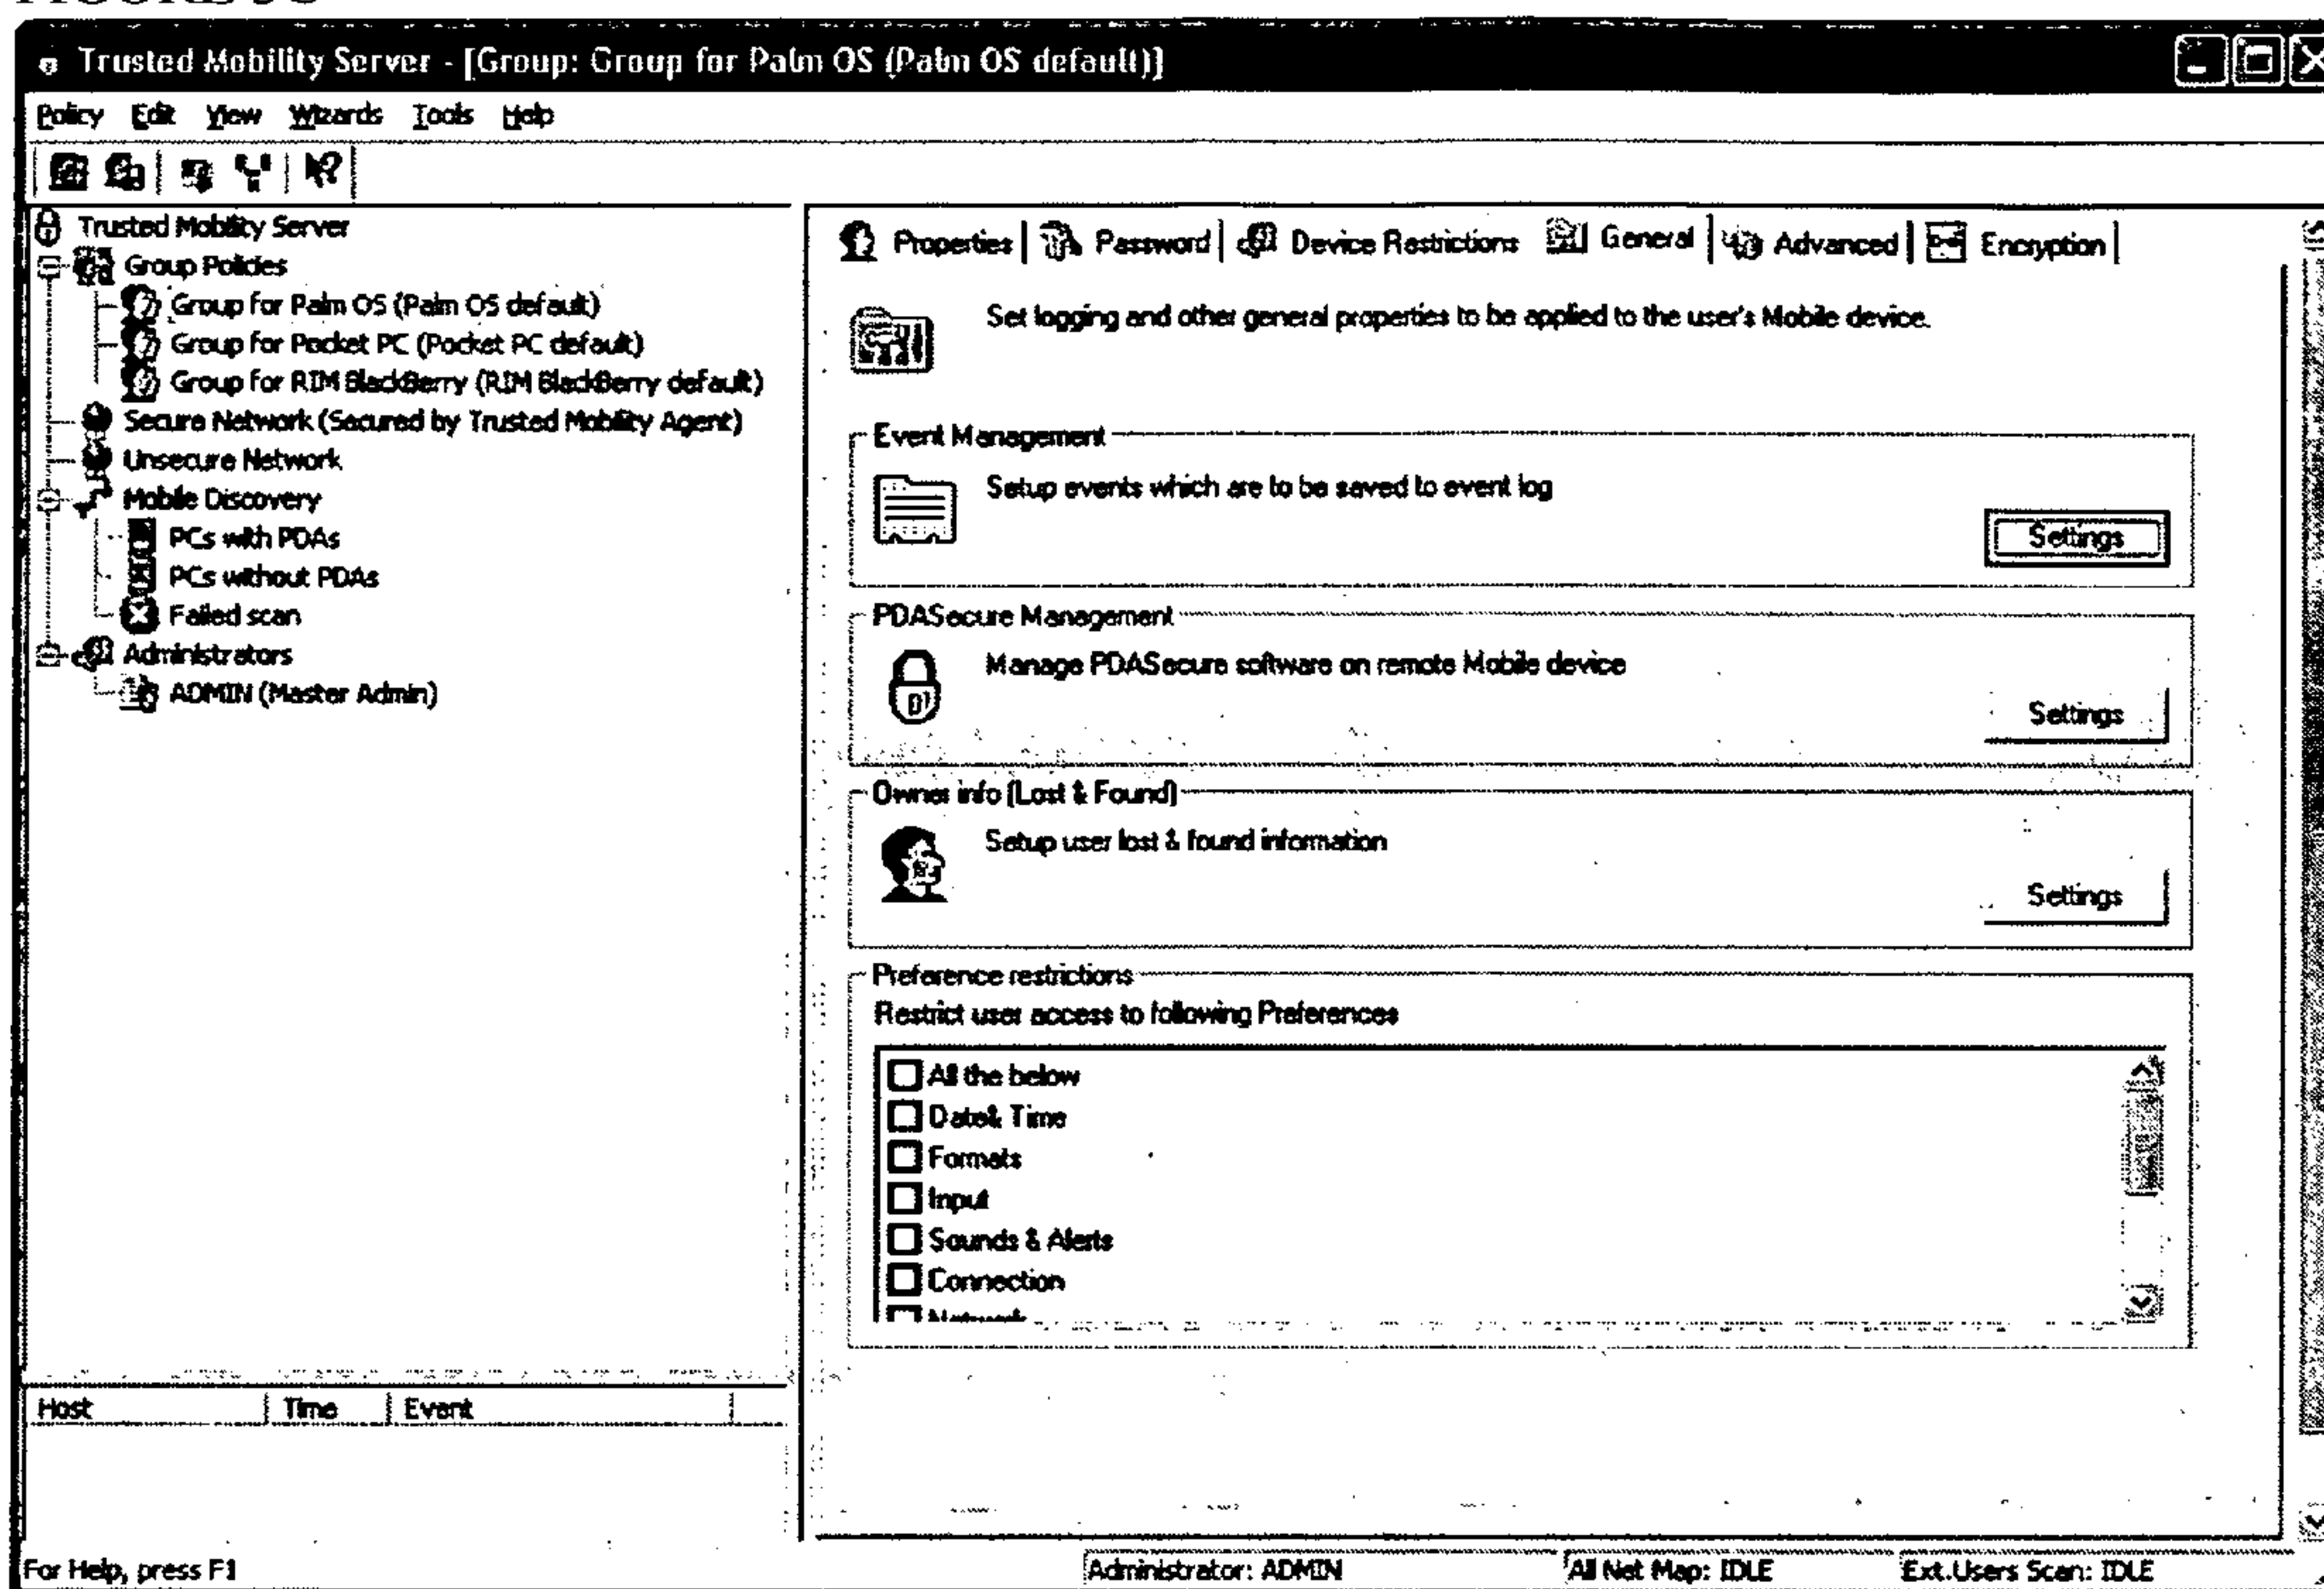 Trusted Mobility Server - [Group: Group for Palm OS (Palm OS default)]
Policy Edit View Wizards Tools Help
Trusted Mobility Server
Group Policies
Group for Palm OS (Palm OS default)
Group for Pocket PC (Pocket PC default)
Group for RIM BlackBerry (RIM BlackBerry default)
Secure Network (Secured by Trusted Mobility Agent)
Unsecure Network
Mobile Discovery
PCs with PDAs
PCs without PDAs
Failed scan
Administrators
ADMIN (Master Admin)
Host Time Event
Properties Password Device Restrictions General Advanced Encryption
Set logging and other general properties to be applied to the user's Mobile device.
Event Management
Setup events which are to be saved to event log
Settings
PDASecure Management
Manage PDASecure software on remote Mobile device
Settings
Owner info (Lost & Found)
Setup user lost & found information
Settings
Preference restrictions
Restrict user access to following Preferences
All the below
Date& Time
Formats
Input
Sounds & Alerts
Connection
Network
For Help, press F1 Administrator: ADMIN All Net Map: IDLE Ext.Users Scan: IDLE